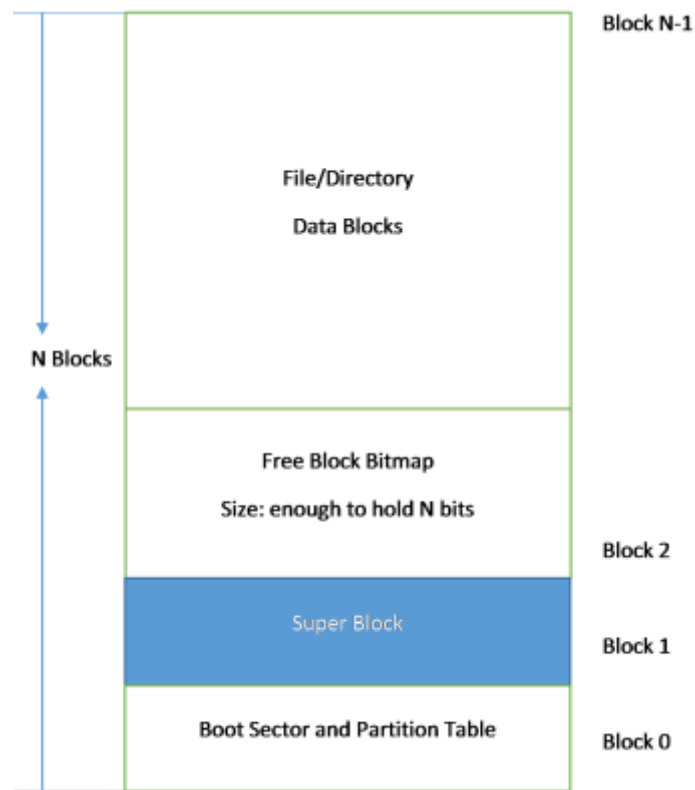 Block N-1
File/Directory
Data Blocks
N Blocks
Free Block Bitmap
Size: enough to hold N bits
Block 2
Super Block
Block 1
Boot Sector and Partition Table
Block 0